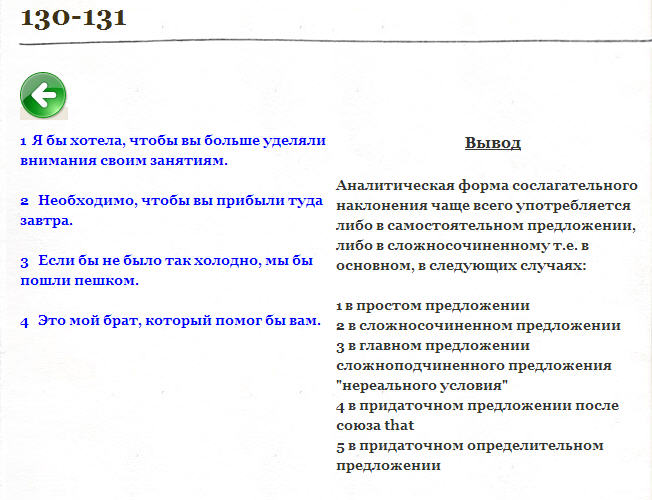 130-131
1 Я бы хотела, чтобы вы больше уделяли
внимания своим занятиям.
2 Необходимо, чтобы вы прибыли туда
завтра.
3 Если бы не было так холодно, мы бы
пошли пешком.
4 Это мой брат, который помог бы вам.
Вывод
Аналитическая форма сослагательного
наклонения чаще всего употребляется
либо в самостоятельном предложении,
либо в сложносочиненному т.е. в
основном, в следующих случаях:
1 в простом предложении
2 в сложносочиненном предложении
3 в главном предложении
сложноподчиненного предложения
"нереального условия"
4 в придаточном предложении после
союза that
5 в придаточном определительном
предложении